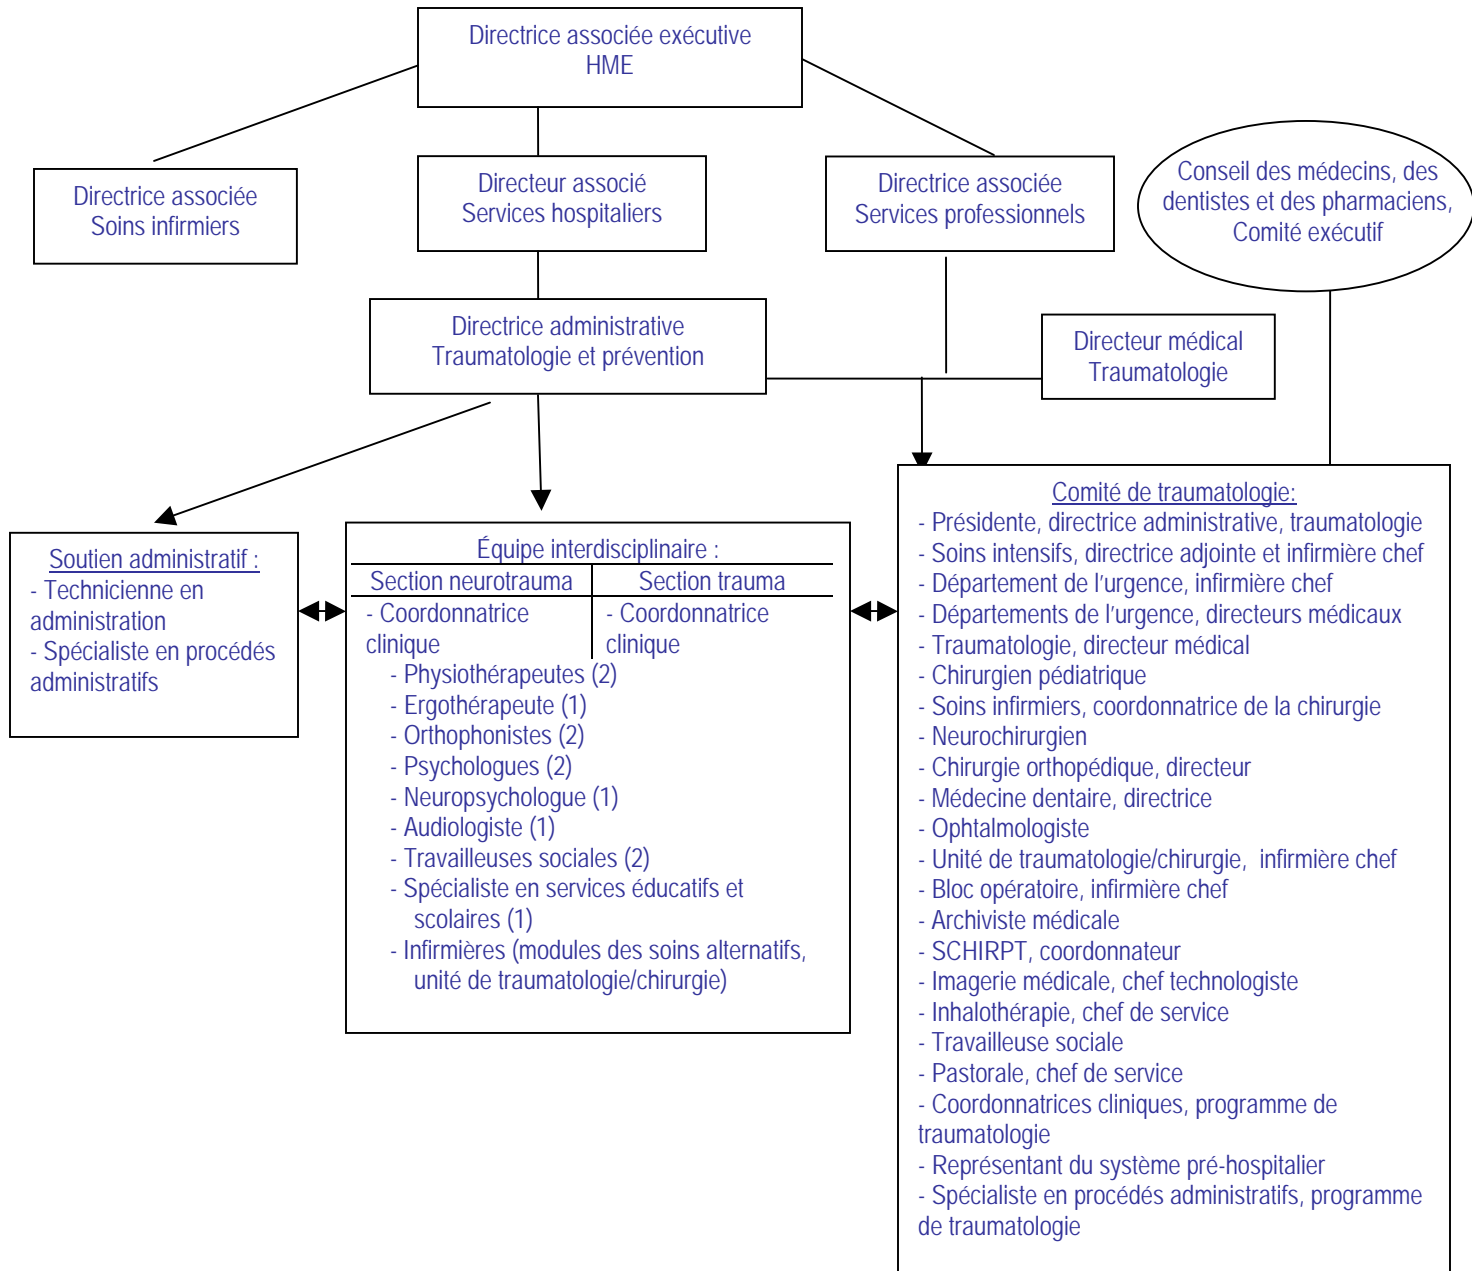 Directrice associée exécutive
HME
Directrice associée
Soins infirmiers
Directeur associé
Services hospitaliers
Directrice associée
Services professionnels
Conseil des médecins, des
dentistes et des pharmaciens,
Comité exécutif
Directrice administrative
Traumatologie et prévention
Directeur médical
Traumatologie
Soutien administratif :
- Technicienne en
administration
- Spécialiste en procédés
administratifs
Équipe interdisciplinaire :
Section neurotrauma
- Coordonnatrice
clinique
Section trauma
- Coordonnatrice
clinique
- Physiothérapeutes (2)
- Ergothérapeute (1)
- Orthophonistes (2)
- Psychologues (2)
- Neuropsychologue (1)
- Audiologiste (1)
- Travailleuses sociales (2)
- Spécialiste en services éducatifs et
scolaires (1)
- Infirmières (modules des soins alternatifs,
unité de traumatologie/chirurgie)
Comité de traumatologie:
- Présidente, directrice administrative, traumatologie
- Soins intensifs, directrice adjointe et infirmière chef
- Département de l'urgence, infirmière chef
- Départements de l'urgence, directeurs médicaux
- Traumatologie, directeur médical
- Chirurgien pédiatrique
- Soins infirmiers, coordonnatrice de la chirurgie
- Neurochirurgien
- Chirurgie orthopédique, directeur
- Médecine dentaire, directrice
- Ophtalmologiste
- Unité de traumatologie/chirurgie, infirmière chef
- Bloc opératoire, infirmière chef
- Archiviste médicale
- SCHIRPT, coordonnateur
- Imagerie médicale, chef technologiste
- Inhalothérapie, chef de service
- Travailleuse sociale
- Pastorale, chef de service
- Coordonnatrices cliniques, programme de
traumatologie
- Représentant du système pré-hospitalier
- Spécialiste en procédés administratifs, programme
de traumatologie